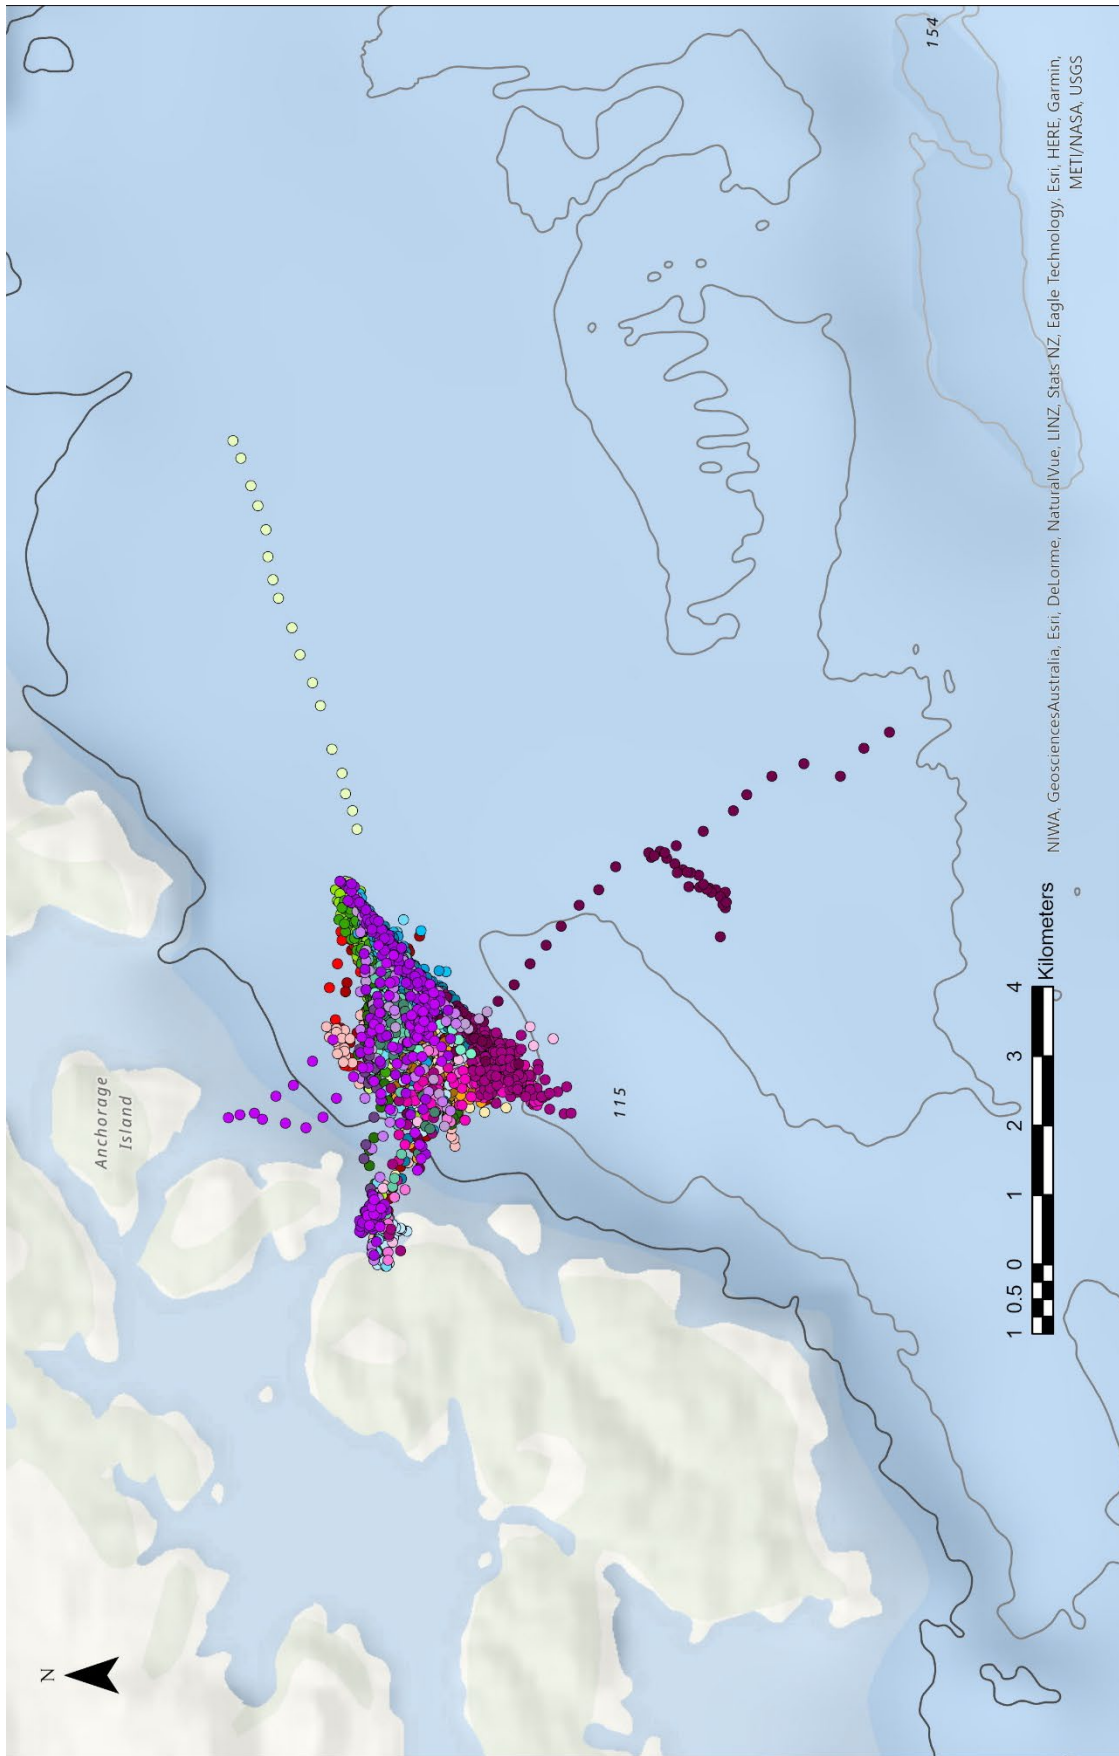 N
Anchorage
Island
115
154
1 0.5 0 1 2 3 4
Kilometers
NIWA, GeosciencesAustralia, Esri, DeLorme, NaturalVue, LINZ, Stats NZ, Eagle Technology, Esri, HERE, Garmin,
METI/NASA, USGS